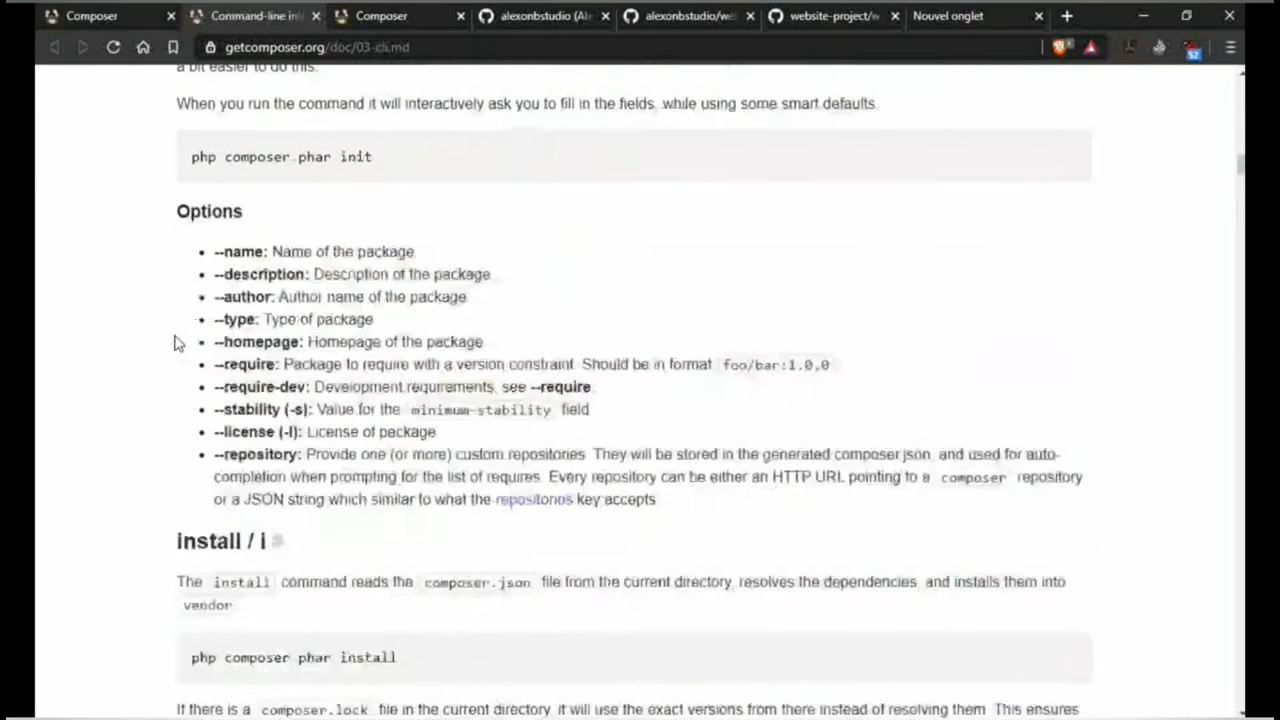 Composer
Command-line in
Composer
alexonbstudio (Al
alexonbstudio/we
website-project/w
Nouvel onglet
getcomposer.org/doc/03-cli.md
a bit easier to do this.
When you run the command it will interactively ask you to fill in the fields, while using some smart defaults.
php composer.phar init
Options
--name: Name of the package
--description: Description of the package
--author: Author name of the package
--type: Type of package
--homepage: Homepage of the package
--require: Package to require with a version constraint. Should be in format foo/bar:1.0.0
--require-dev: Development requirements, see --require
--stability (-s): Value for the minimum-stability field
--license (-l): License of package
--repository: Provide one (or more) custom repositories. They will be stored in the generated composer.json, and used for auto-
completion when prompting for the list of requires. Every repository can be either an HTTP URL pointing to a composer repository
or a JSON string which similar to what the repositories key accepts
install / i
The install command reads the composer.json file from the current directory, resolves the dependencies, and installs them into
vendor
php composer.phar install
If there is a composer.lock file in the current directory, it will use the exact versions from there instead of resolving them. This ensures